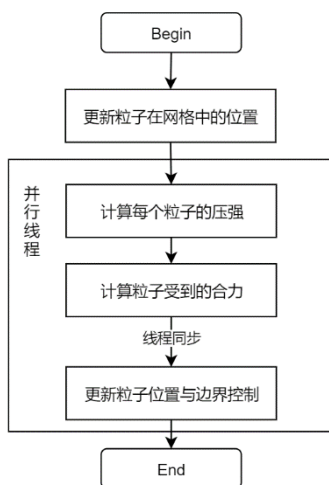 Begin
更新粒子在网格中的位置
并行线程
计算每个粒子的压强
计算粒子受到的合力
线程同步
更新粒子位置与边界控制
End